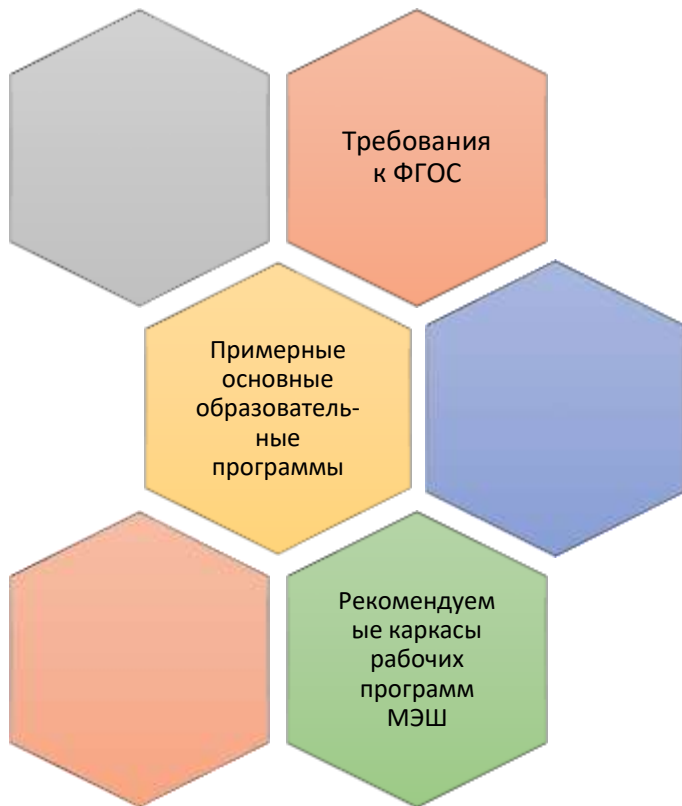 Требования
к ФГОС
Примерные
основные
образователь-
ные
программы
Рекомендуем
ые каркасы
рабочих
программ
МЭШ